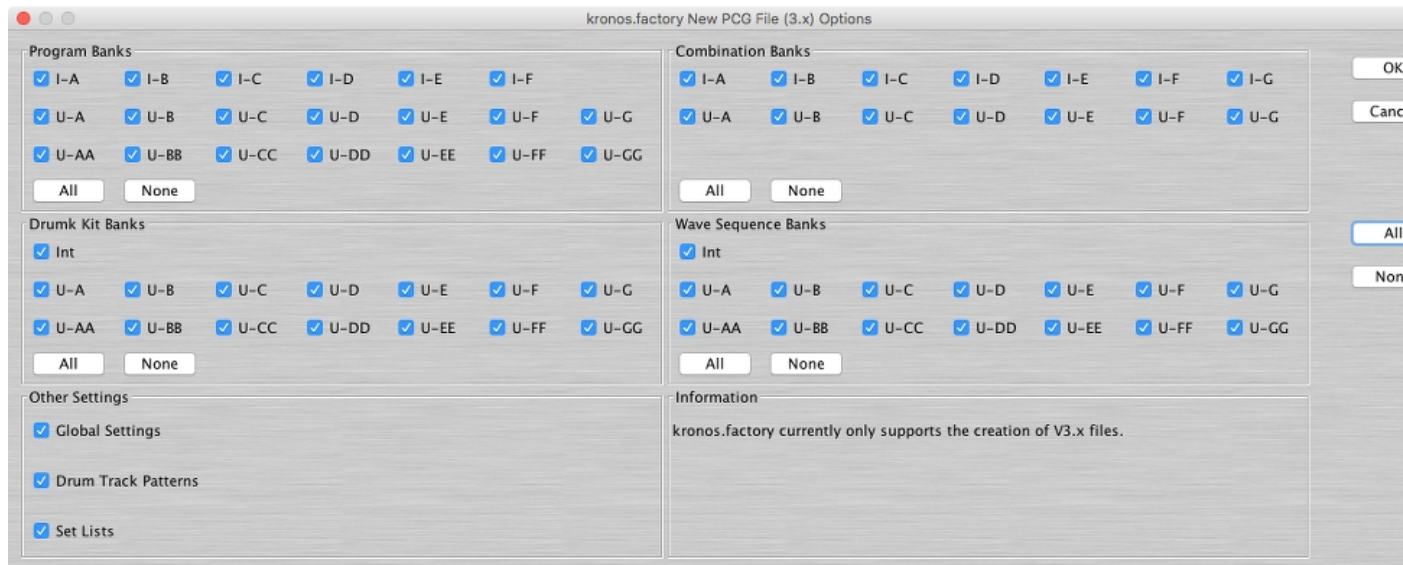 kronos.factory New PCG File (3.x) Options
Program Banks
I-A I-B I-C I-D I-E I-F
U-A U-B U-C U-D U-E U-F U-G
U-AA U-BB U-CC U-DD U-EE U-FF U-GG
All None
Combination Banks
I-A I-B I-C I-D I-E I-F I-G
U-A U-B U-C U-D U-E U-F U-G
All None
OK
Canc
Drumk Kit Banks
Int
U-A U-B U-C U-D U-E U-F U-G
U-AA U-BB U-CC U-DD U-EE U-FF U-GG
All None
Wave Sequence Banks
Int
U-A U-B U-C U-D U-E U-F U-G
U-AA U-BB U-CC U-DD U-EE U-FF U-GG
All None
All
Non
Other Settings
Global Settings
Drum Track Patterns
Set Lists
Information
kronos.factory currently only supports the creation of V3.x files.